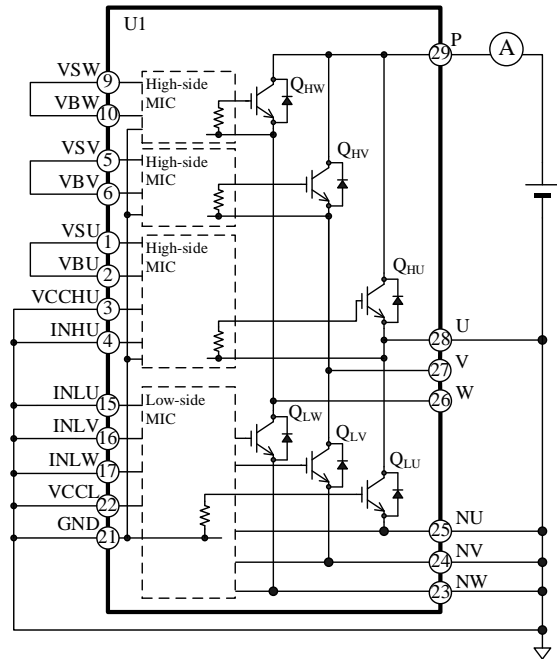 U1
P
29
A
VSW
9
High-side
MIC
QHW
VBW
10
VSV
5
High-side
MIC
QHV
VBV
6
VSU
1
High-side
MIC
QHU
VBU
2
VCCHU
3
INHU
4
U
28
V
27
W
26
INLU
15
Low-side
MIC
QLW
QLV
QLU
INLV
16
INLW
17
VCCL
22
GND
21
NU
25
NV
24
NW
23